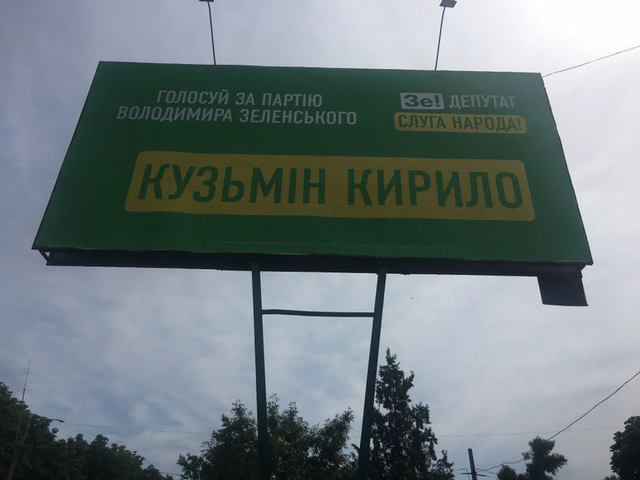 ГОЛОСУЙ ЗА ПАРТІЮ
ВОЛОДИМИРА ЗЕЛЕНСЬКОГО
Зе! ДЕПУТАТ
СЛУГА НАРОДА!
КУЗЬМІН КИРИЛО